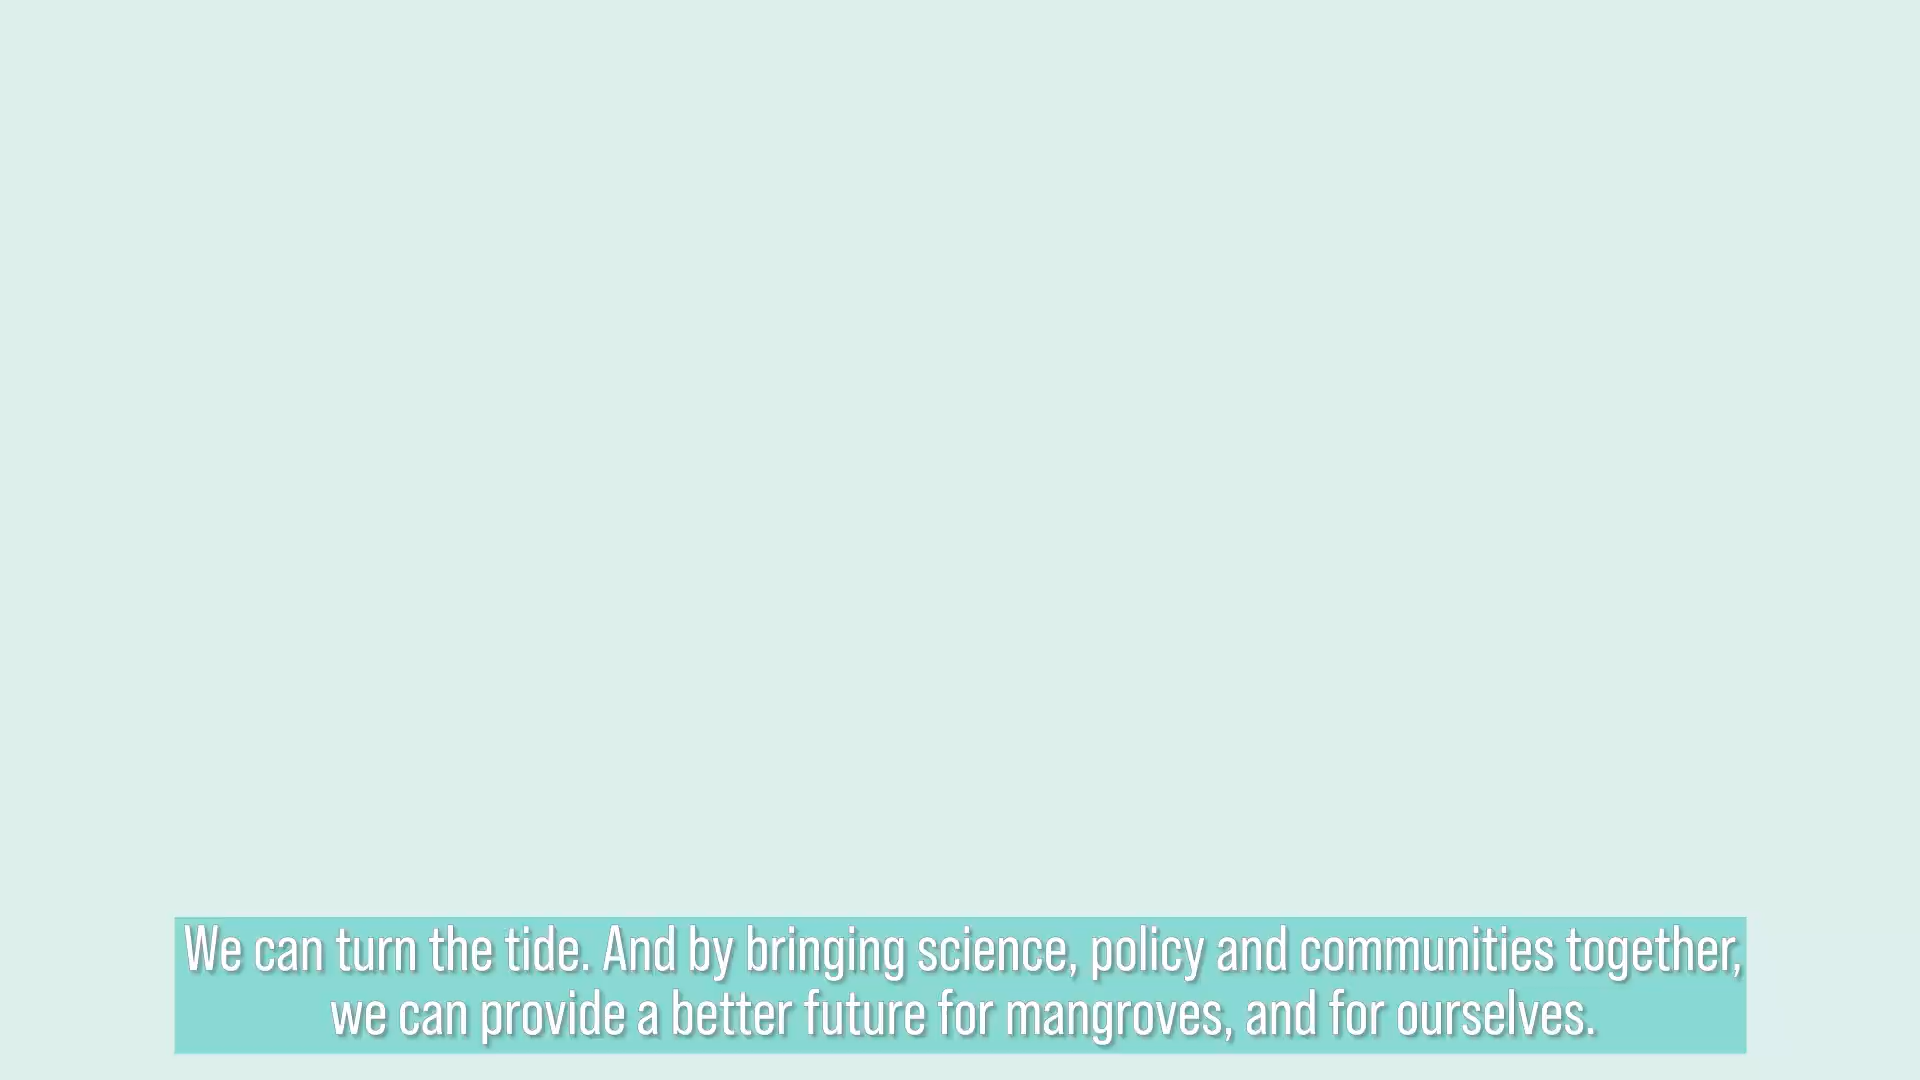 We can turn the tide. And by bringing science, policy and communities together,
we can provide a better future for mangroves, and for ourselves.